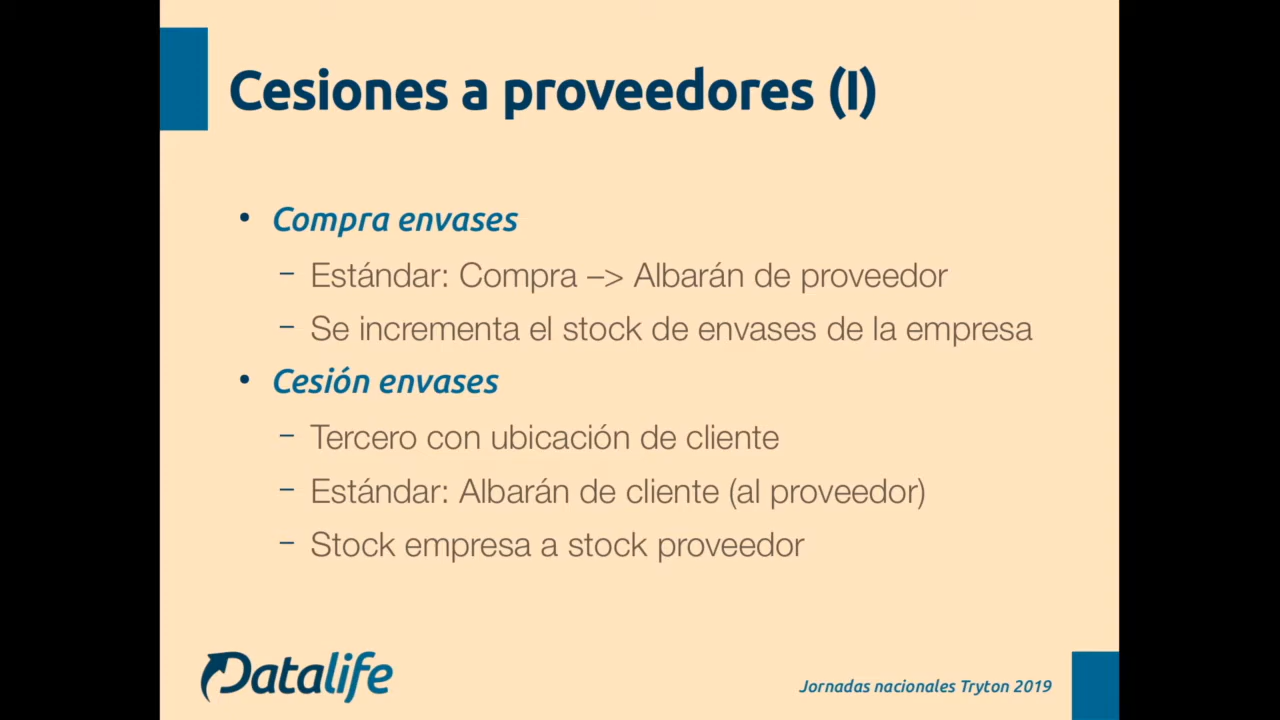 Cesiones a proveedores (I)
• Compra envases
– Estándar: Compra –> Albarán de proveedor
– Se incrementa el stock de envases de la empresa
• Cesión envases
– Tercero con ubicación de cliente
– Estándar: Albarán de cliente (al proveedor)
– Stock empresa a stock proveedor
Datalife
Jornadas nacionales Tryton 2019